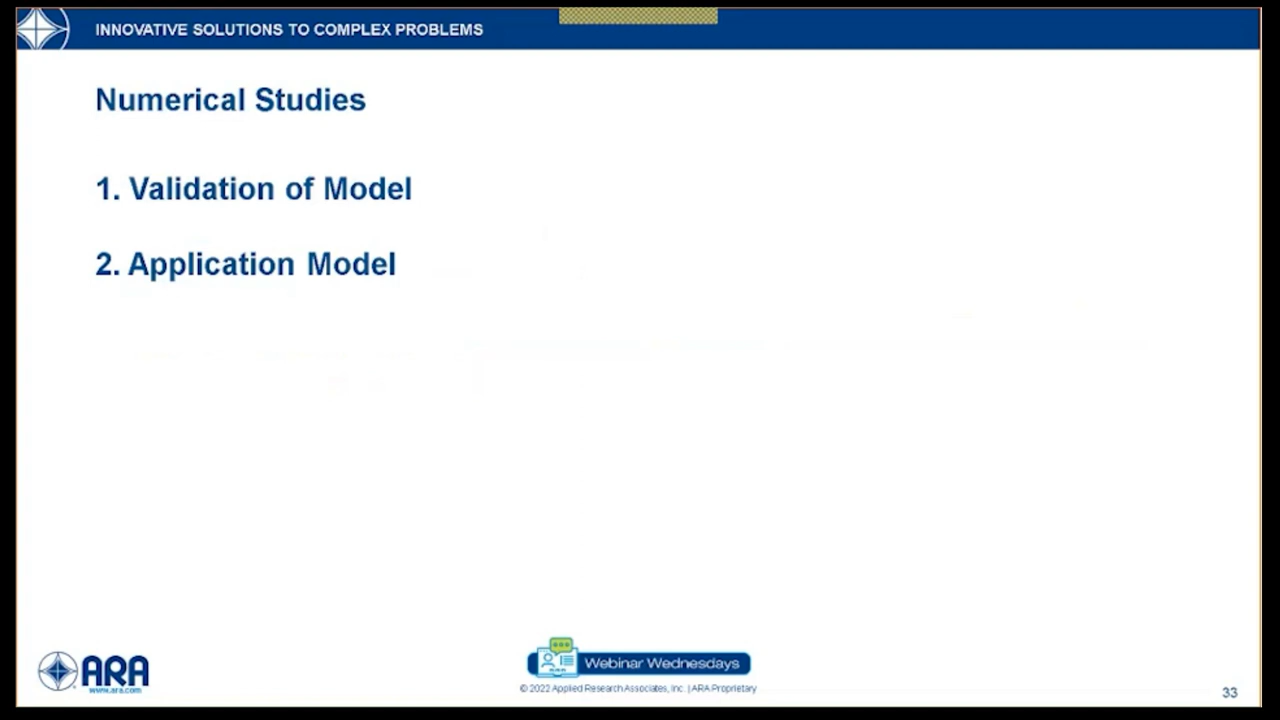 INNOVATIVE SOLUTIONS TO COMPLEX PROBLEMS
Numerical Studies
1. Validation of Model
2. Application Model
ARA
www.ara.com
Webinar Wednesdays
© 2022 Applied Research Associates, Inc. | ARA Proprietary
33